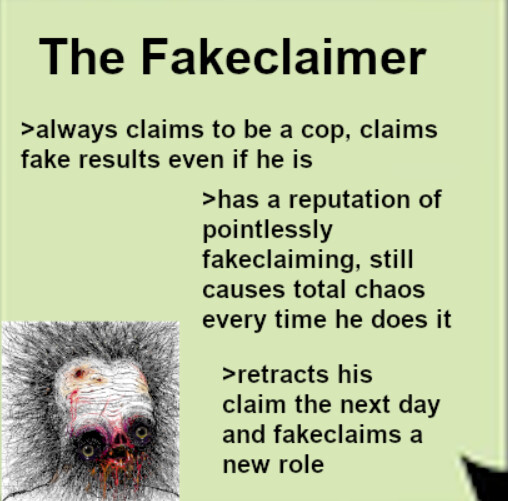 The Fakeclaimer
>always claims to be a cop, claims
fake results even if he is
>has a reputation of
pointlessly
fakeclaiming, still
causes total chaos
every time he does it
>retracts his
claim the next day
and fakeclaims a
new role